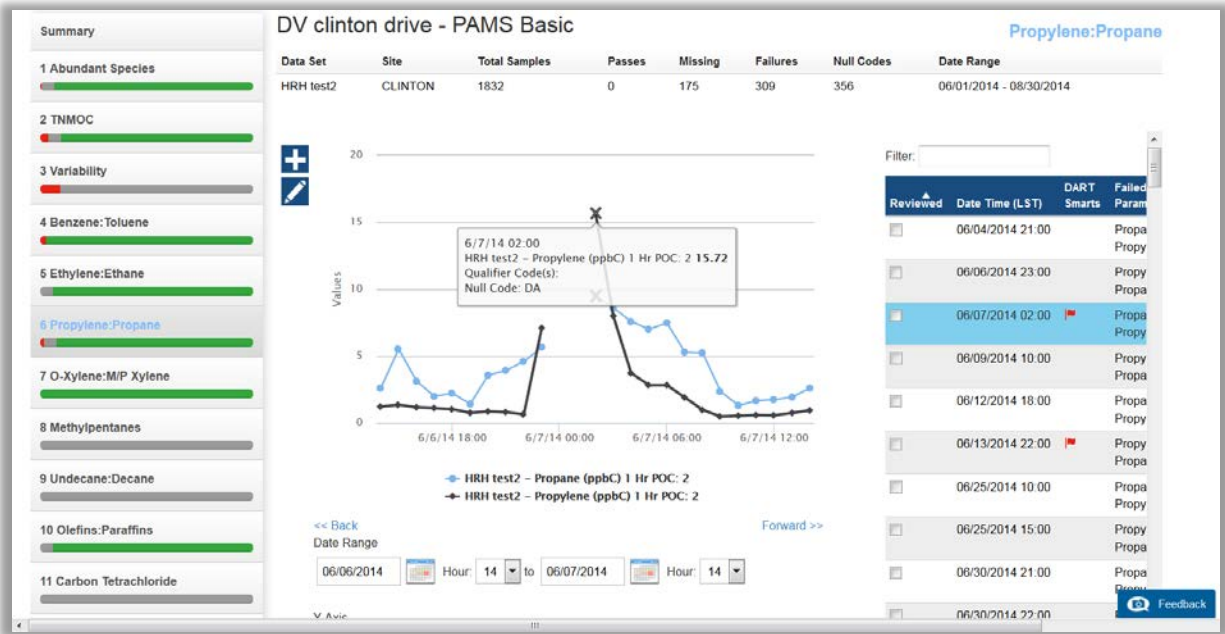 Summary
1 Abundant Species
2 TNMOC
3 Variability
4 Benzene:Toluene
5 Ethylene:Ethane
6 Propylene:Propane
7 O-Xylene:M/P Xylene
8 Methylpentanes
9 Undecane:Decane
10 Olefins:Paraffins
11 Carbon Tetrachloride
DV clinton drive - PAMS Basic
Propylene:Propane
Data Set Site Total Samples Passes Missing Failures Null Codes Date Range
HRH test2 CLINTON 1832 0 175 309 356 06/01/2014 - 08/30/2014
20
15
10
5
0
Values
6/7/14 02:00
HRH test2 – Propylene (ppbC) 1 Hr POC: 2 15.72
Qualifier Code(s):
Null Code: DA
6/6/14 18:00 6/7/14 00:00 6/7/14 06:00 6/7/14 12:00
HRH test2 – Propane (ppbC) 1 Hr POC: 2
HRH test2 – Propylene (ppbC) 1 Hr POC: 2
<< Back Forward >>
Date Range
06/06/2014 Hour: 14 to 06/07/2014 Hour: 14
Y Axis
Filter:
Reviewed Date Time (LST) DART Smarts Failed Param
06/04/2014 21:00 Propa
Propy
06/06/2014 23:00 Propy
Propa
06/07/2014 02:00 Propa
Propy
06/09/2014 10:00 Propy
Propa
06/12/2014 18:00 Propa
Propy
06/13/2014 22:00 Propy
Propa
06/25/2014 10:00 Propa
Propy
06/25/2014 15:00 Propy
Propa
06/30/2014 21:00 Propa
Propy
06/30/2014 22:00 Propy
Feedback